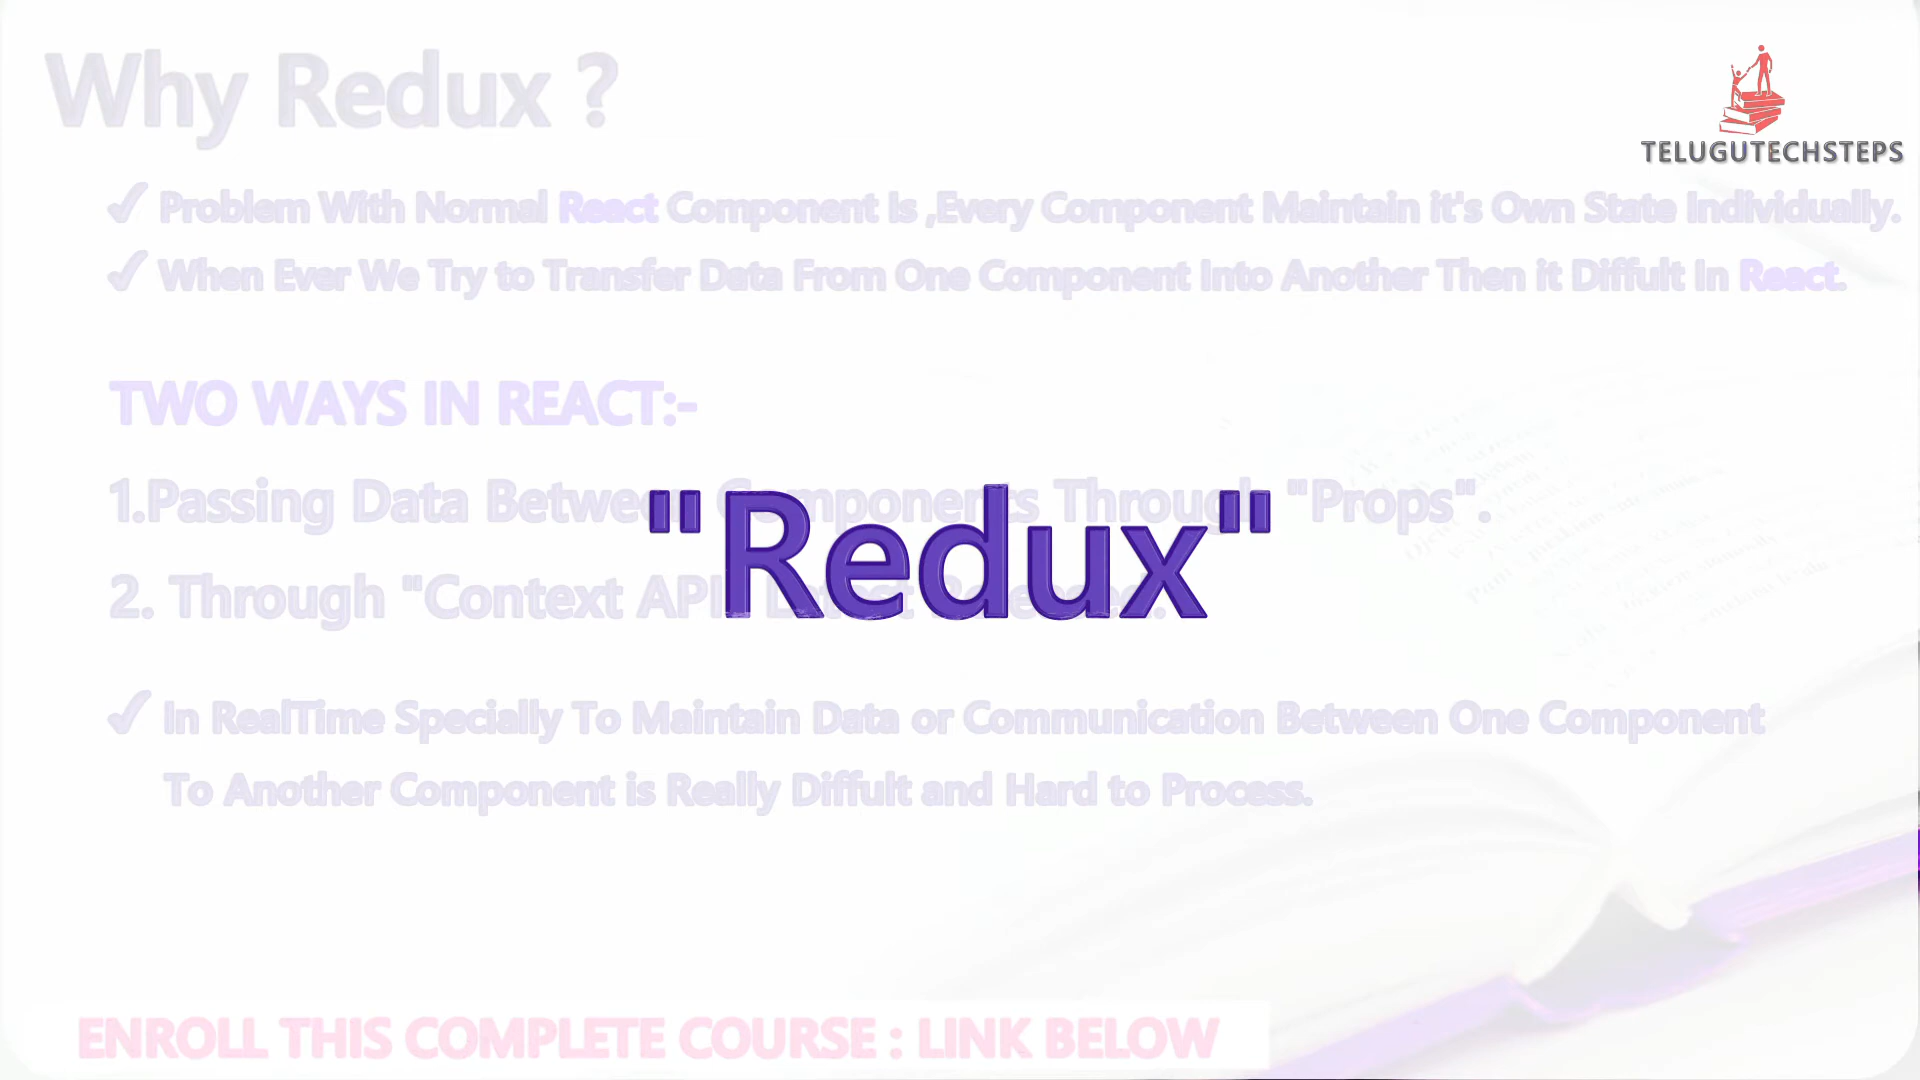 Why Redux ?
TELUGUTECHSTEPS
✓ Problem With Normal React Component Is ,Every Component Maintain it's Own State Individually.
✓ When Ever We Try to Transfer Data From One Component Into Another Then it Diffult In React.
TWO WAYS IN REACT:-
1.Passing Data Between Components Through "Props".
"Redux"
2. Through "Context API"
✓ In RealTime Specially To Maintain Data or Communication Between One Component
To Another Component is Really Diffult and Hard to Process.
ENROLL THIS COMPLETE COURSE : LINK BELOW